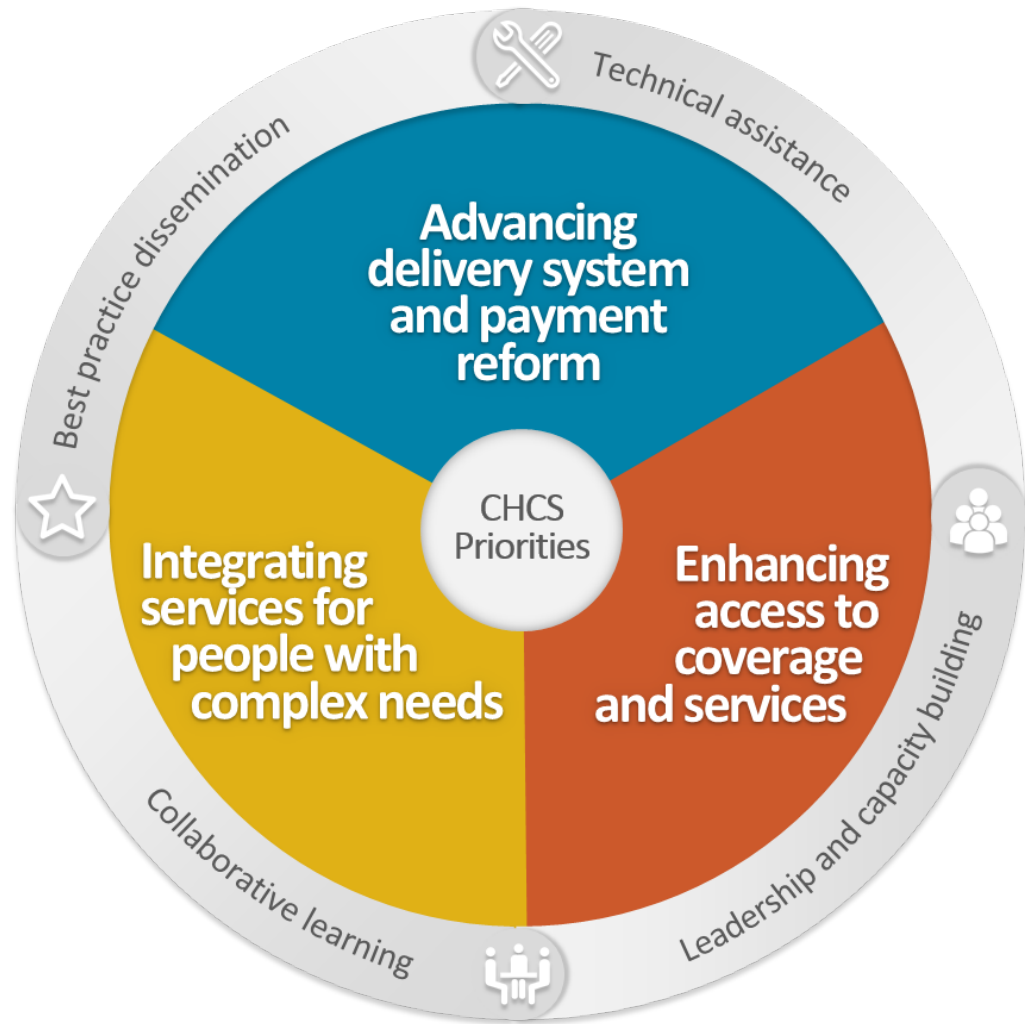 Technical assistance
Best practice dissemination
Advancing
delivery system
and payment
reform
CHCS
Priorities
Integrating
services for
people with
complex needs
Enhancing
access to
coverage
and services
Leadership and capacity building
Collaborative learning